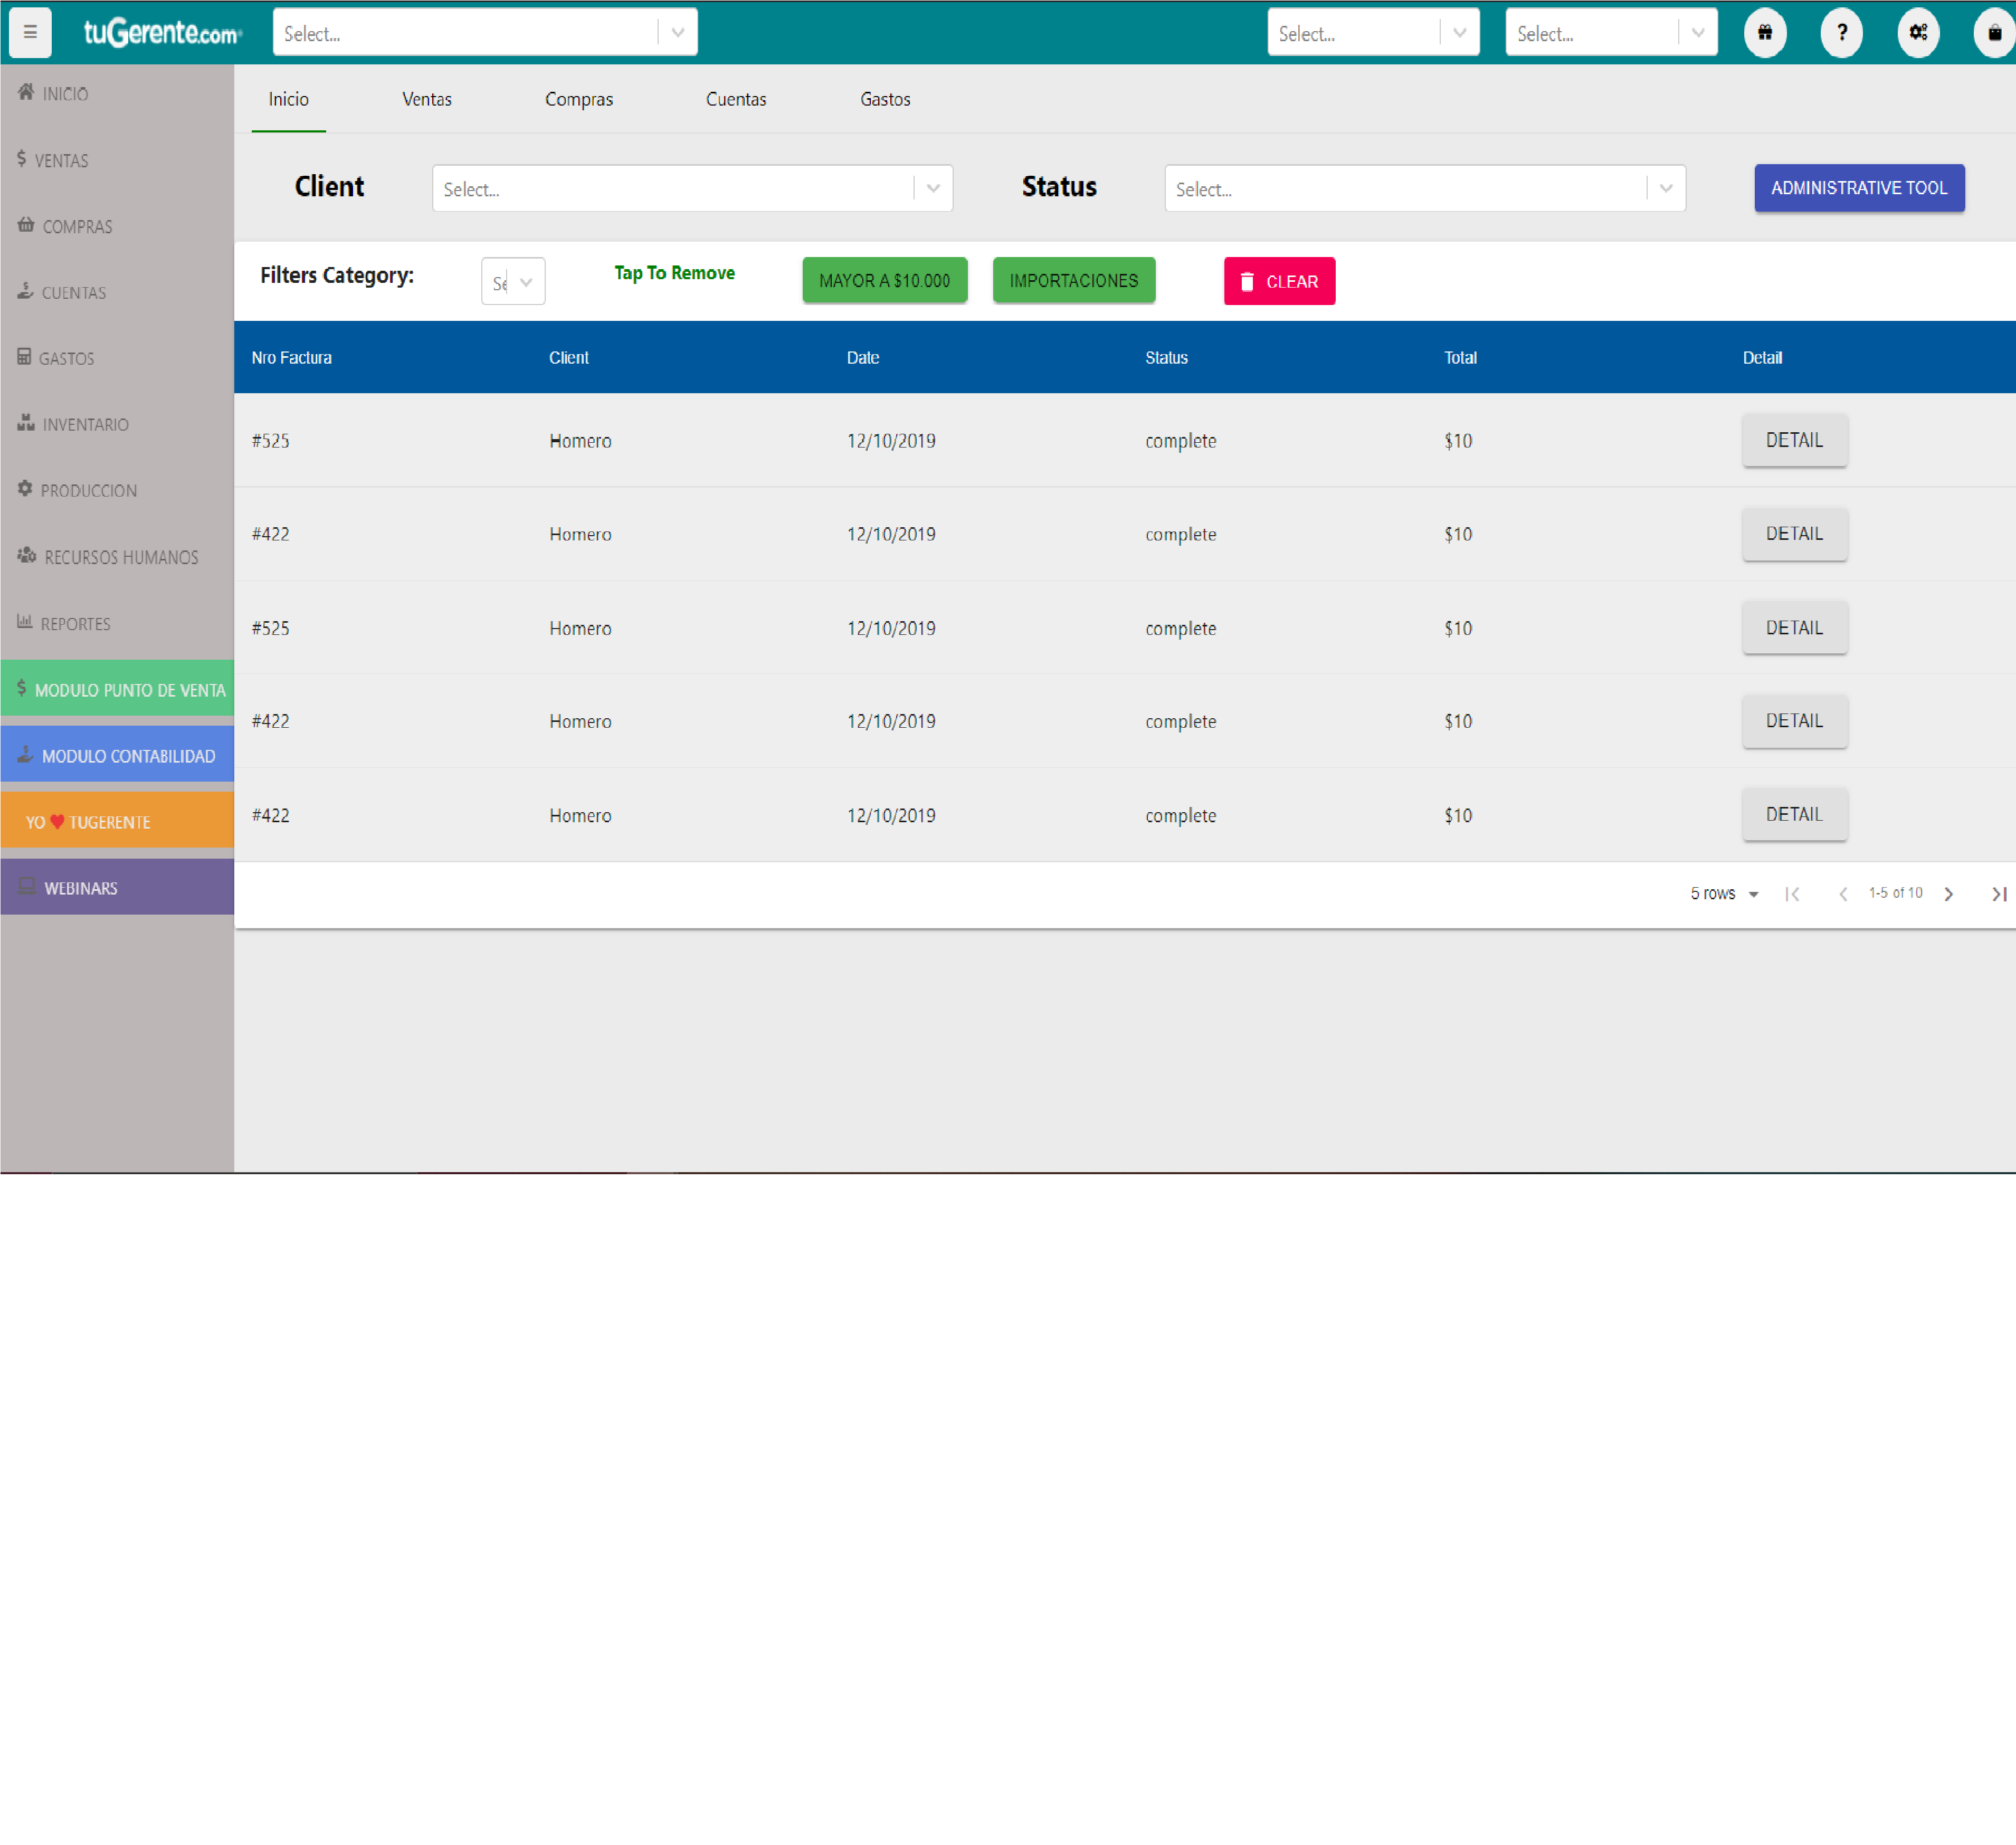 tuGerente.com
Select...
Select...
Select...
?
INICIO
VENTAS
COMPRAS
CUENTAS
GASTOS
INVENTARIO
PRODUCCION
RECURSOS HUMANOS
REPORTES
MODULO PUNTO DE VENTA
MODULO CONTABILIDAD
YO ❤ TUGERENTE
WEBINARS
Inicio Ventas Compras Cuentas Gastos
Client Select... Status Select... ADMINISTRATIVE TOOL
Filters Category: Se Tap To Remove MAYOR A $10.000 IMPORTACIONES CLEAR
Nro Factura Client Date Status Total Detail
#525 Homero 12/10/2019 complete $10 DETAIL
#422 Homero 12/10/2019 complete $10 DETAIL
#525 Homero 12/10/2019 complete $10 DETAIL
#422 Homero 12/10/2019 complete $10 DETAIL
#422 Homero 12/10/2019 complete $10 DETAIL
5 rows 1-5 of 10